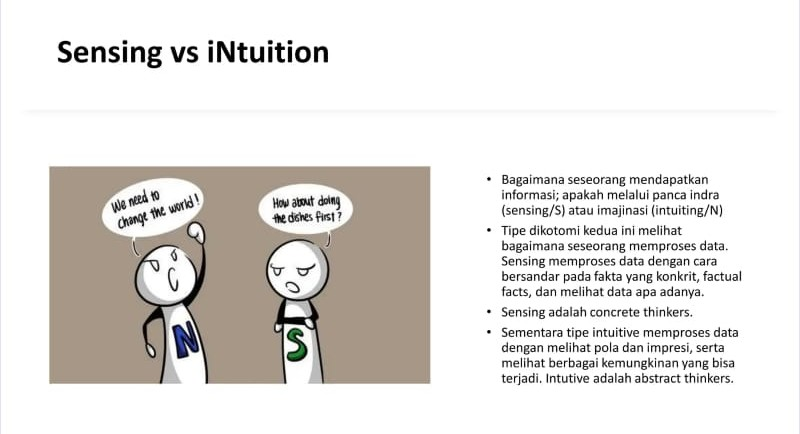 Sensing vs iNtuition
We need to
change the world!
How about doing
the dishes first?
N
S
• Bagaimana seseorang mendapatkan
informasi; apakah melalui panca indra
(sensing/S) atau imajinasi (intuiting/N)
• Tipe dikotomi kedua ini melihat
bagaimana seseorang memproses data.
Sensing memproses data dengan cara
bersandar pada fakta yang konkrit, factual
facts, dan melihat data apa adanya.
• Sensing adalah concrete thinkers.
• Sementara tipe intuitive memproses data
dengan melihat pola dan impresi, serta
melihat berbagai kemungkinan yang bisa
terjadi. Intutive adalah abstract thinkers.